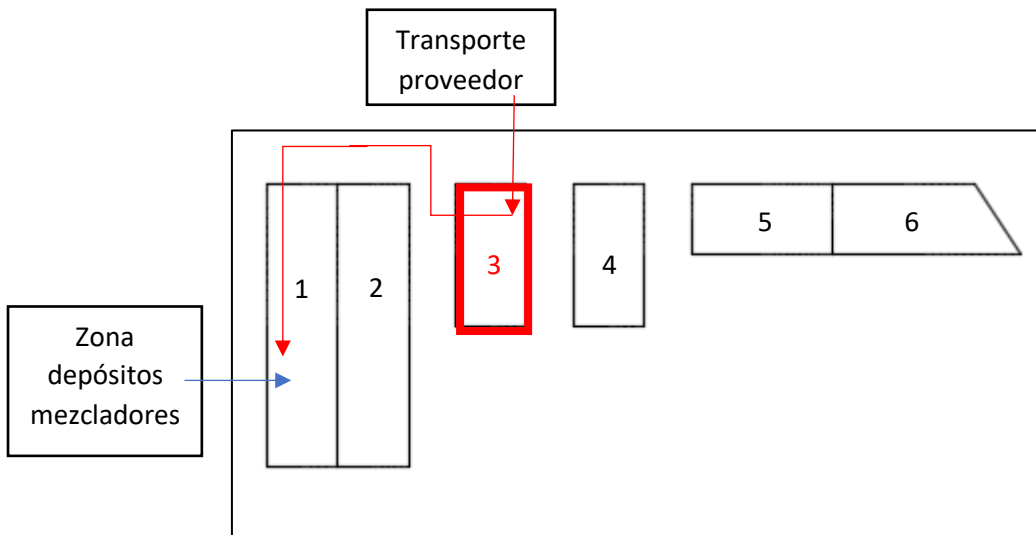 Transporte
proveedor
1
2
3
4
5
6
Zona
depósitos
mezcladores